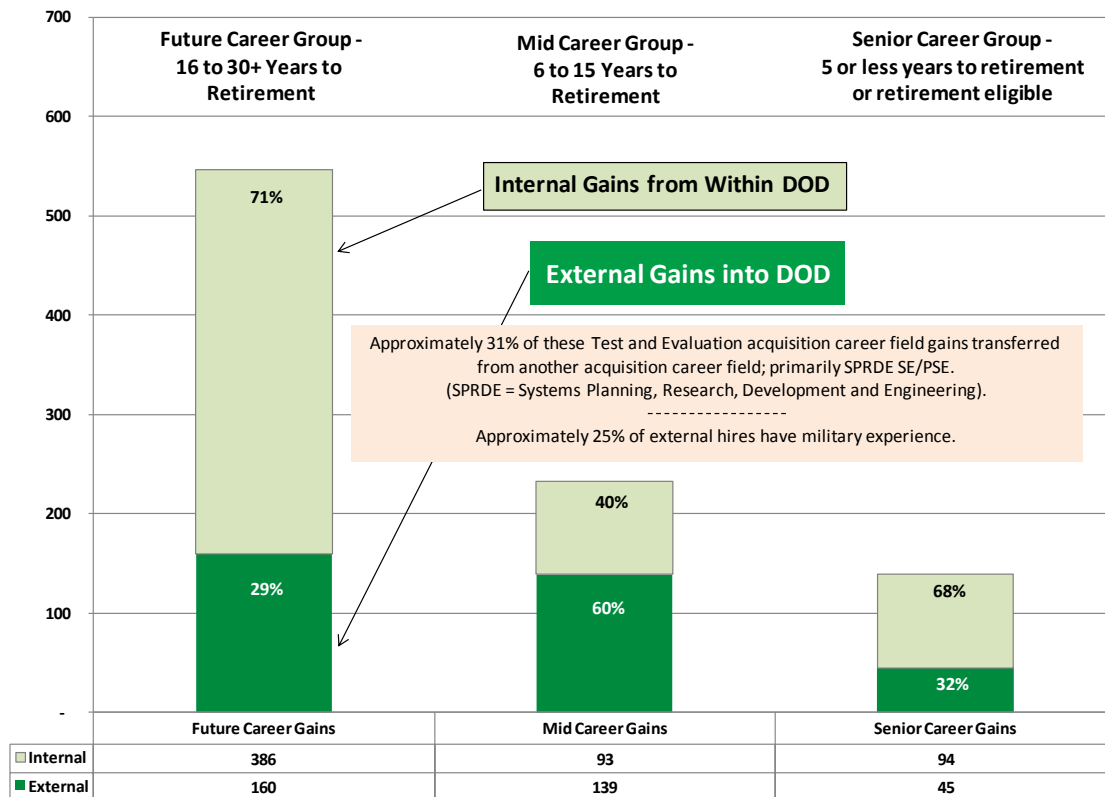 700
600
500
400
300
200
100
-
Future Career Group -
16 to 30+ Years to
Retirement
Mid Career Group -
6 to 15 Years to
Retirement
Senior Career Group -
5 or less years to retirement
or retirement eligible
Internal Gains from Within DOD
External Gains into DOD
Approximately 31% of these Test and Evaluation acquisition career field gains transferred
from another acquisition career field; primarily SPRDE SE/PSE.
(SPRDE = Systems Planning, Research, Development and Engineering).
-----------------
Approximately 25% of external hires have military experience.
71%
29%
40%
60%
68%
32%
Future Career Gains Mid Career Gains Senior Career Gains
Internal 386 93 94
External 160 139 45